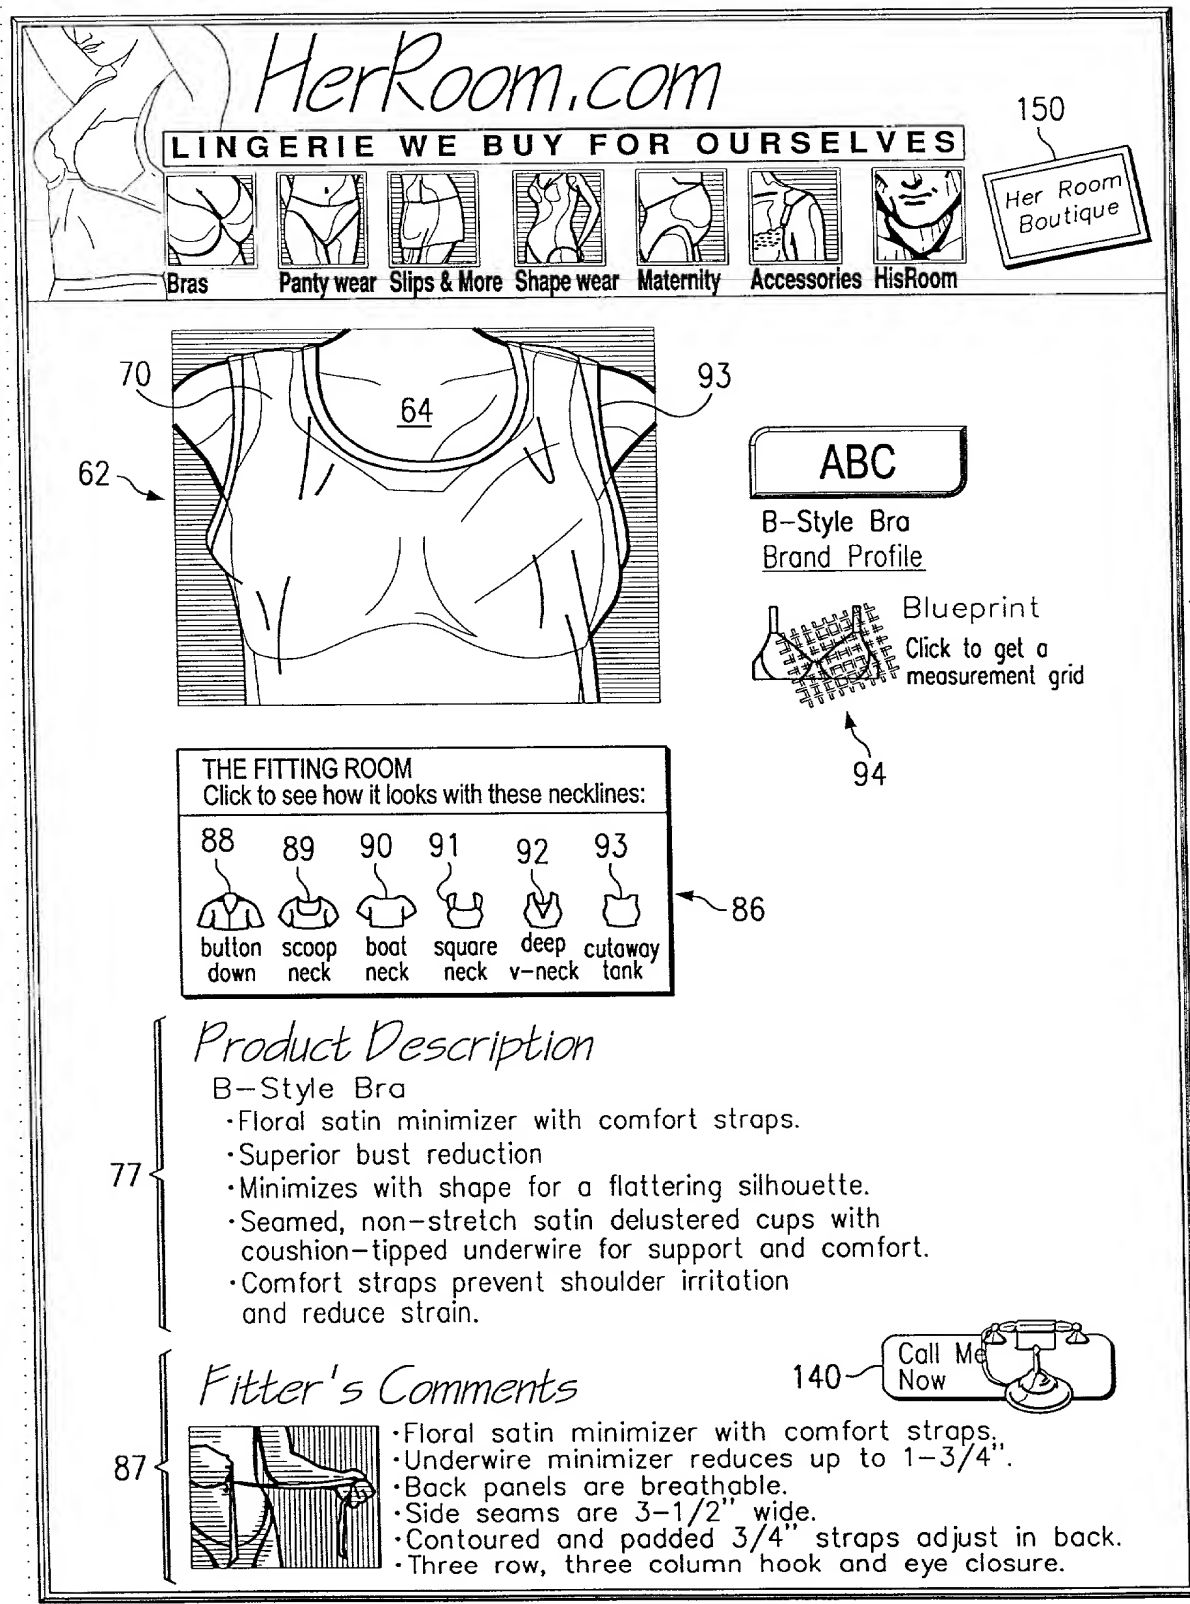 HerRoom.com
LINGERIE WE BUY FOR OURSELVES
150
Her Room
Boutique
Bras Panty wear Slips & More Shape wear Maternity Accessories HisRoom
70
64
93
62
ABC
B-Style Bra
Brand Profile
Blueprint
Click to get a
measurement grid
94
THE FITTING ROOM
Click to see how it looks with these necklines:
88 89 90 91 92 93
86
button down
scoop neck
boat neck
square neck
deep v-neck
cutaway tank
77
Product Description
B-Style Bra
·Floral satin minimizer with comfort straps.
·Superior bust reduction
·Minimizes with shape for a flattering silhouette.
·Seamed, non-stretch satin delustered cups with
coushion-tipped underwire for support and comfort.
·Comfort straps prevent shoulder irritation
and reduce strain.
140
Call Me
Now
87
Fitter's Comments
·Floral satin minimizer with comfort straps.
·Underwire minimizer reduces up to 1-3/4".
·Back panels are breathable.
·Side seams are 3-1/2" wide.
·Contoured and padded 3/4" straps adjust in back.
·Three row, three column hook and eye closure.